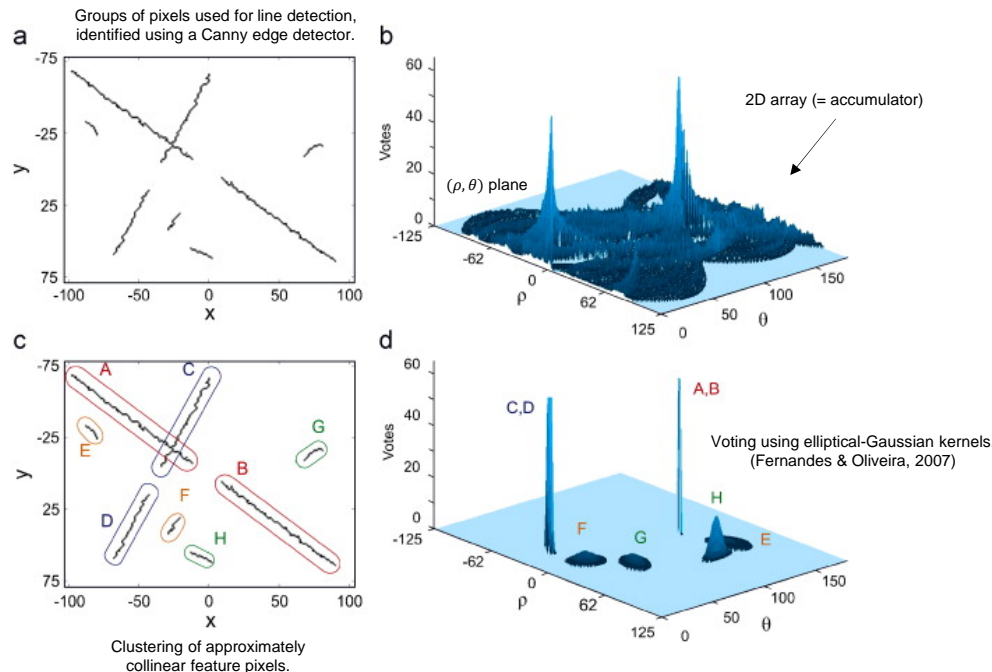 Groups of pixels used for line detection,
identified using a Canny edge detector.
a
-75
-25
25
75
y
-100 -50 0 50 100
x
b
60
40
20
0
Votes
2D array (= accumulator)
(ρ, θ) plane
-125
-62
0
62
125
ρ
0
50
100
150
θ
c
-75
-25
25
75
y
A
C
G
E
B
F
D
H
-100 -50 0 50 100
x
Clustering of approximately
collinear feature pixels.
d
60
40
20
0
Votes
A,B
C,D
Voting using elliptical-Gaussian kernels
(Fernandes & Oliveira, 2007)
H
F
G
E
-125
-62
0
62
125
ρ
0
50
100
150
θ